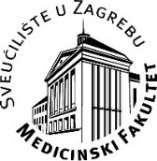 SVEUČILIŠTE U ZAGREBU
MEDICINSKI FAKULTET